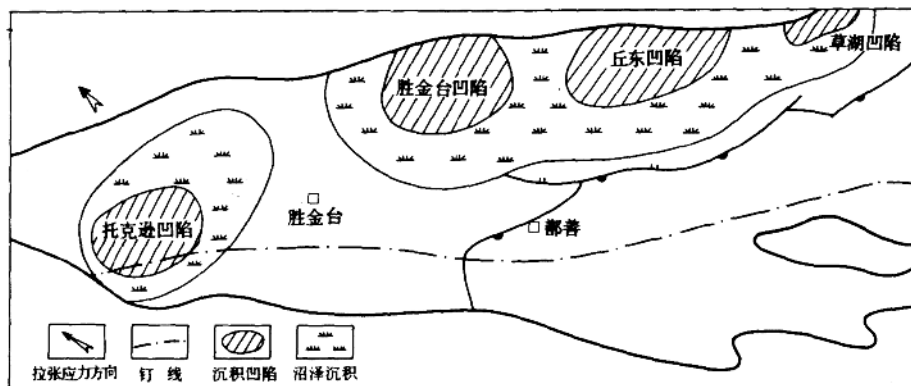 草湖凹陷
丘东凹陷
胜金台凹陷
托克逊凹陷
胜金台
鄯善
拉张应力方向
钉线
沉积凹陷
沼泽沉积